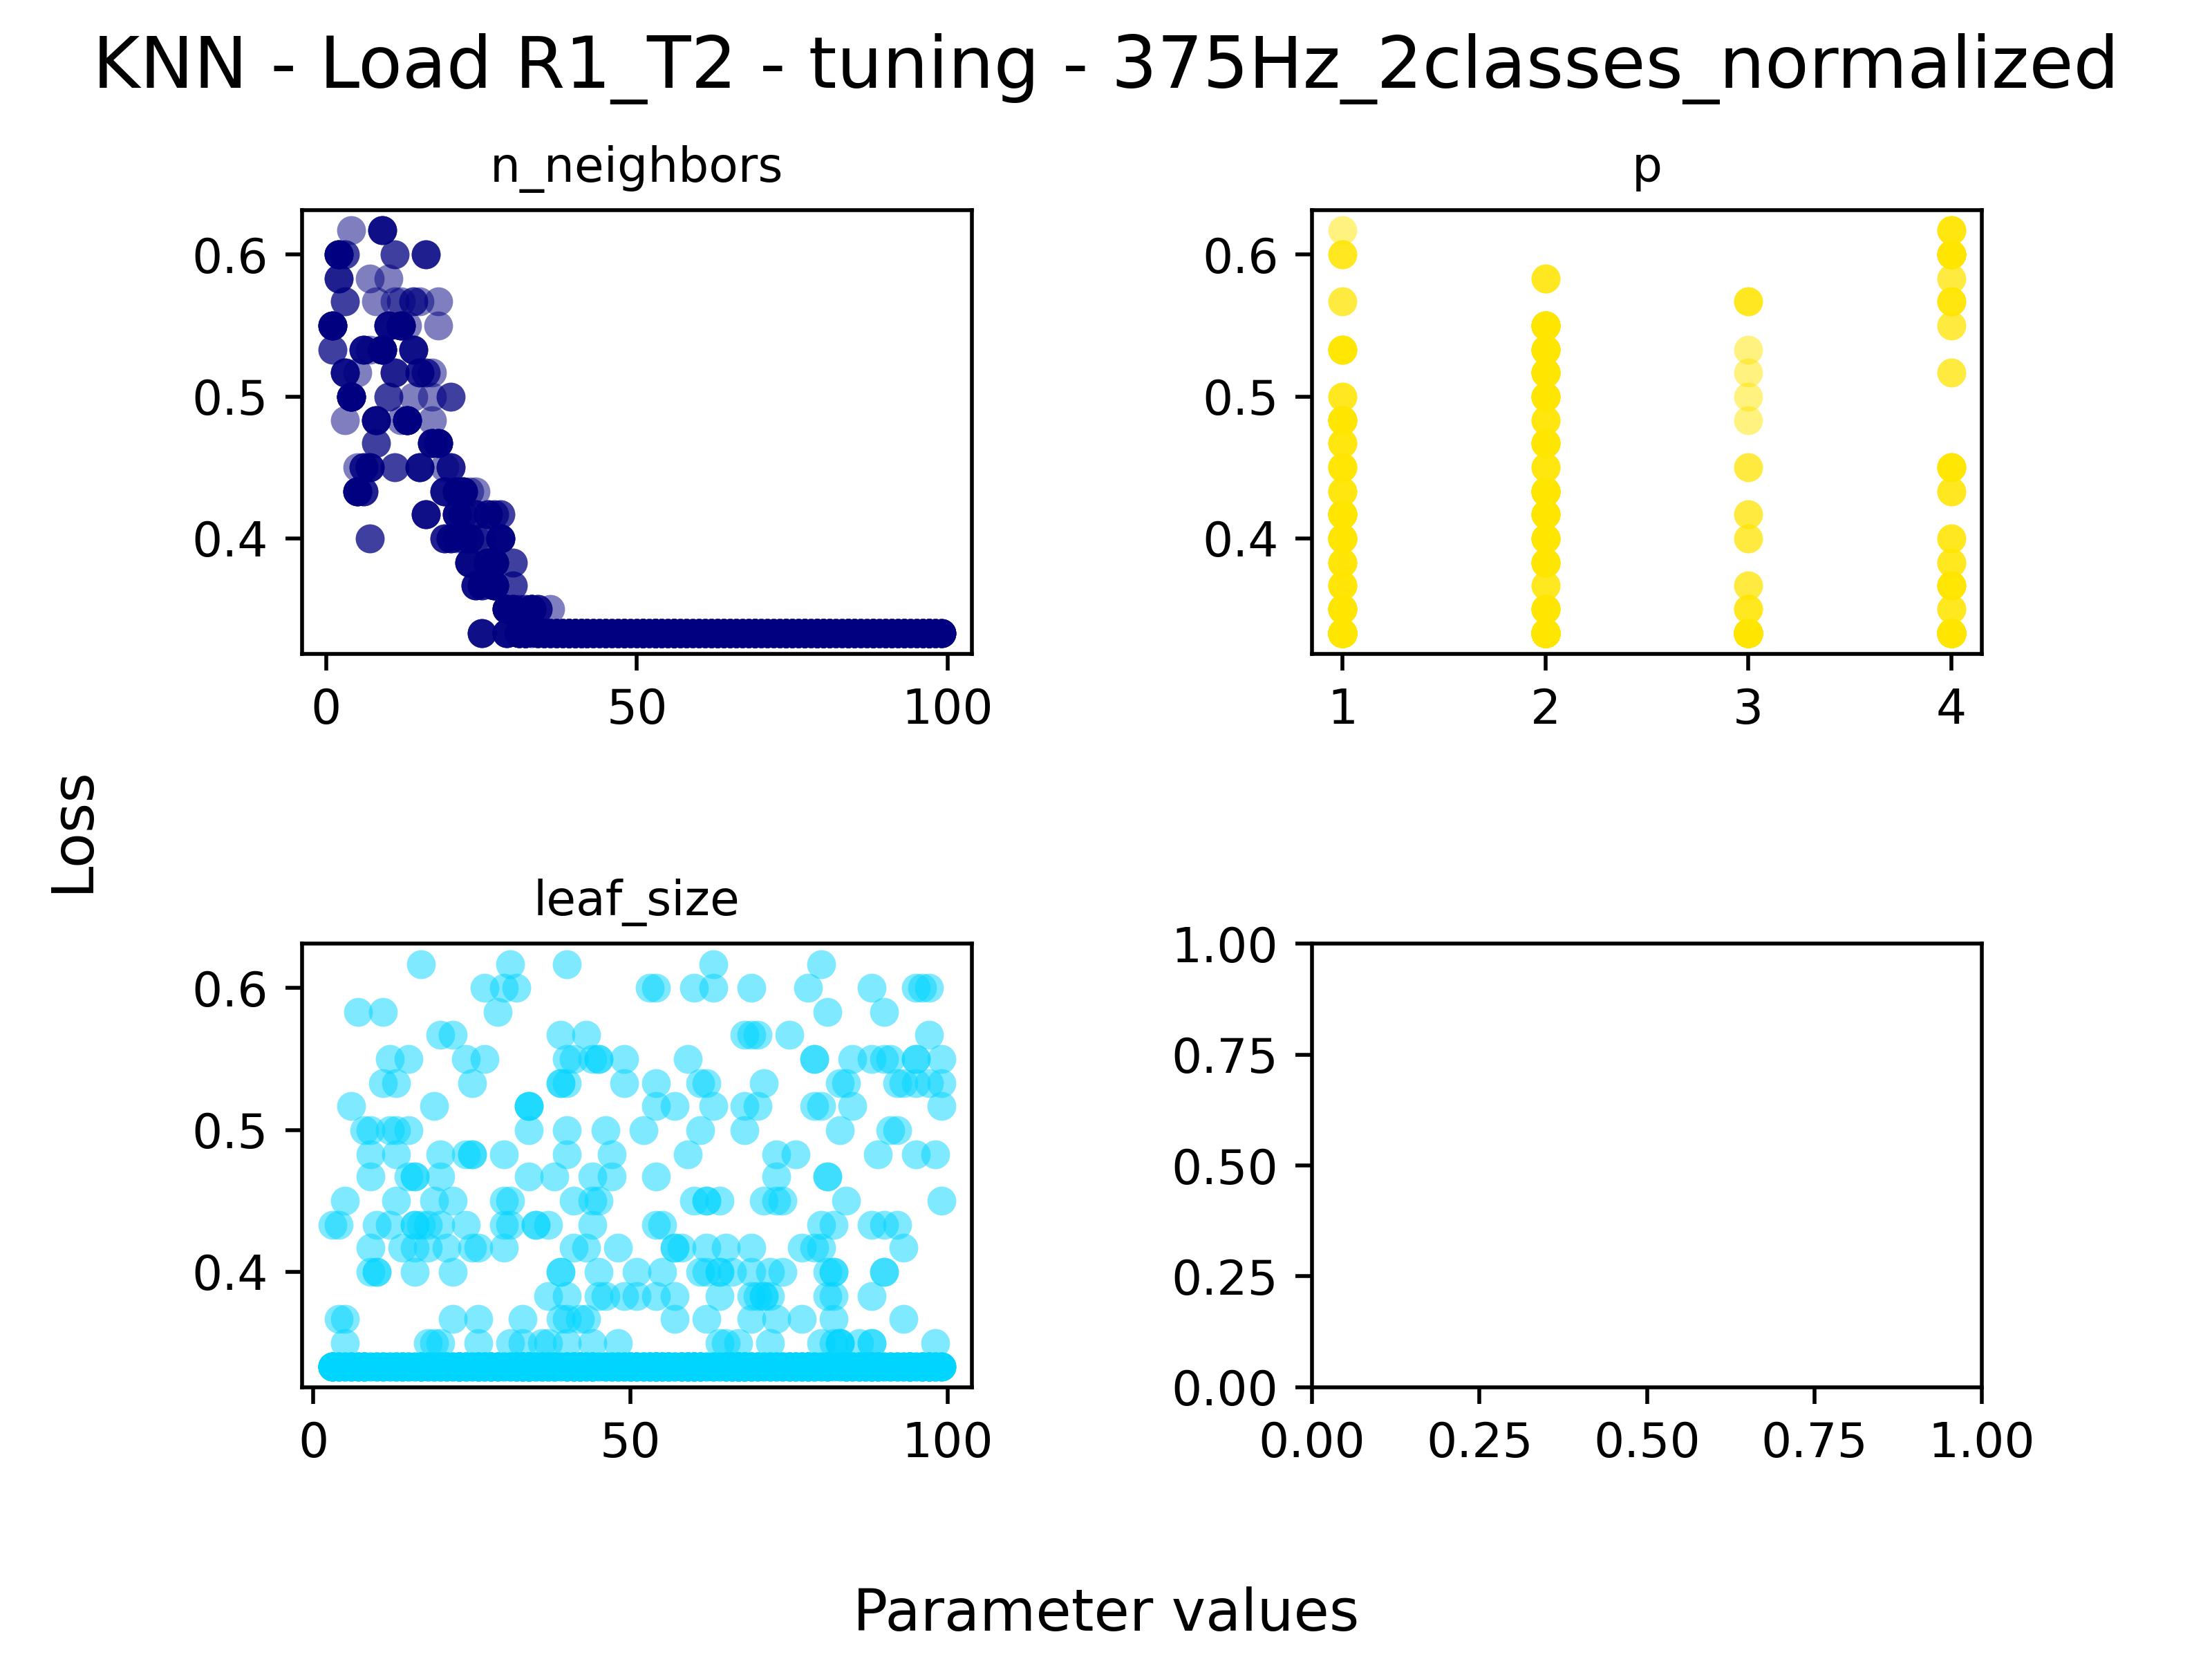 KNN - Load R1_T2 - tuning - 375Hz_2classes_normalized
n_neighbors
0.6
0.5
0.4
0 50 100
p
0.6
0.5
0.4
1 2 3 4
Loss
leaf_size
0.6
0.5
0.4
0 50 100
1.00
0.75
0.50
0.25
0.00
0.00 0.25 0.50 0.75 1.00
Parameter values